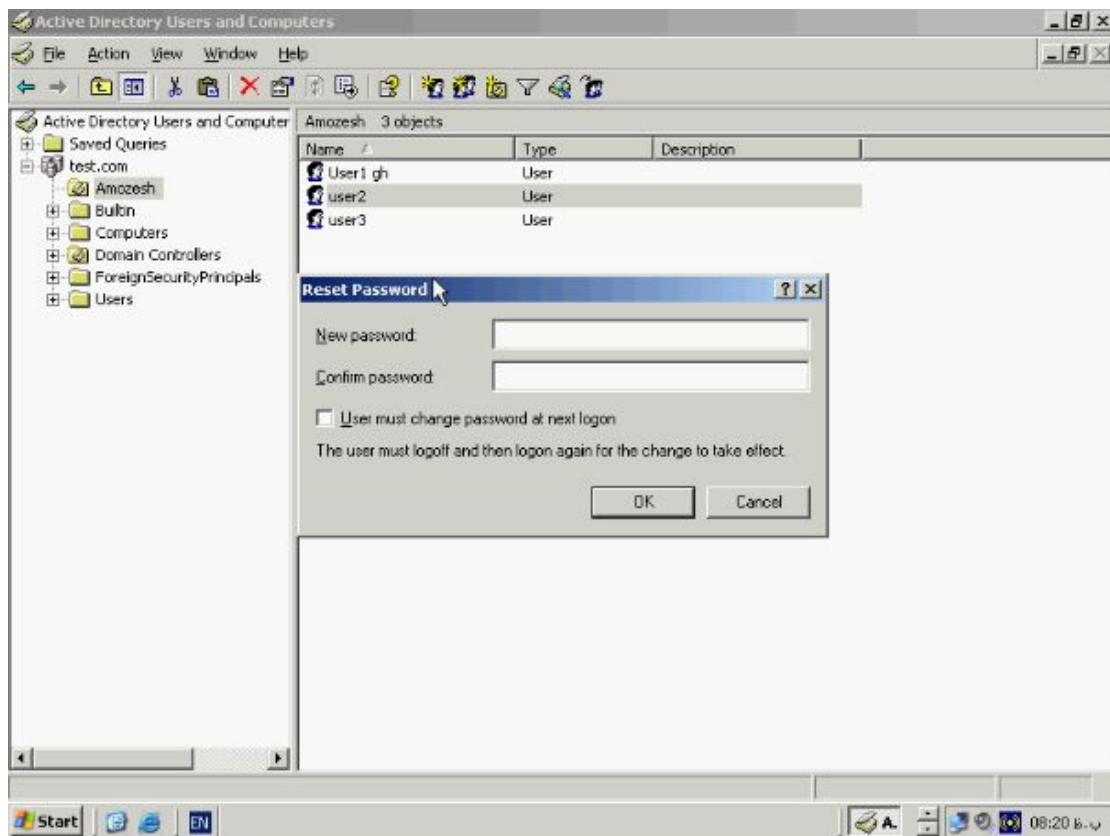 Active Directory Users and Computers
File Action View Window Help
Active Directory Users and Computer
Saved Queries
test.com
Amozesh
Builtin
Computers
Domain Controllers
ForeignSecurityPrincipals
Users
Amozesh 3 objects
Name Type Description
User1 gh User
user2 User
user3 User
Reset Password
New password:
Confirm password:
User must change password at next logon
The user must logoff and then logon again for the change to take effect.
OK Cancel
Start EN A. 08:20 ب.ظ